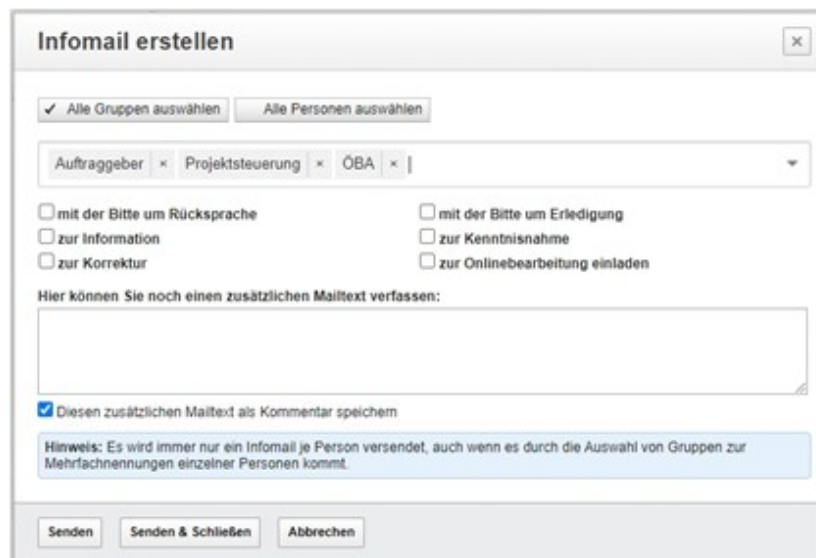 Infomail erstellen
Alle Gruppen auswählen Alle Personen auswählen
Auftraggeber × Projektsteuerung × ÖBA ×
mit der Bitte um Rücksprache mit der Bitte um Erledigung
zur Information zur Kenntnisnahme
zur Korrektur zur Onlinebearbeitung einladen
Hier können Sie noch einen zusätzlichen Mailtext verfassen:
Diesen zusätzlichen Mailtext als Kommentar speichern
Hinweis: Es wird immer nur ein Infomail je Person versendet, auch wenn es durch die Auswahl von Gruppen zur
Mehrfachnennungen einzelner Personen kommt.
Senden Senden & Schließen Abbrechen